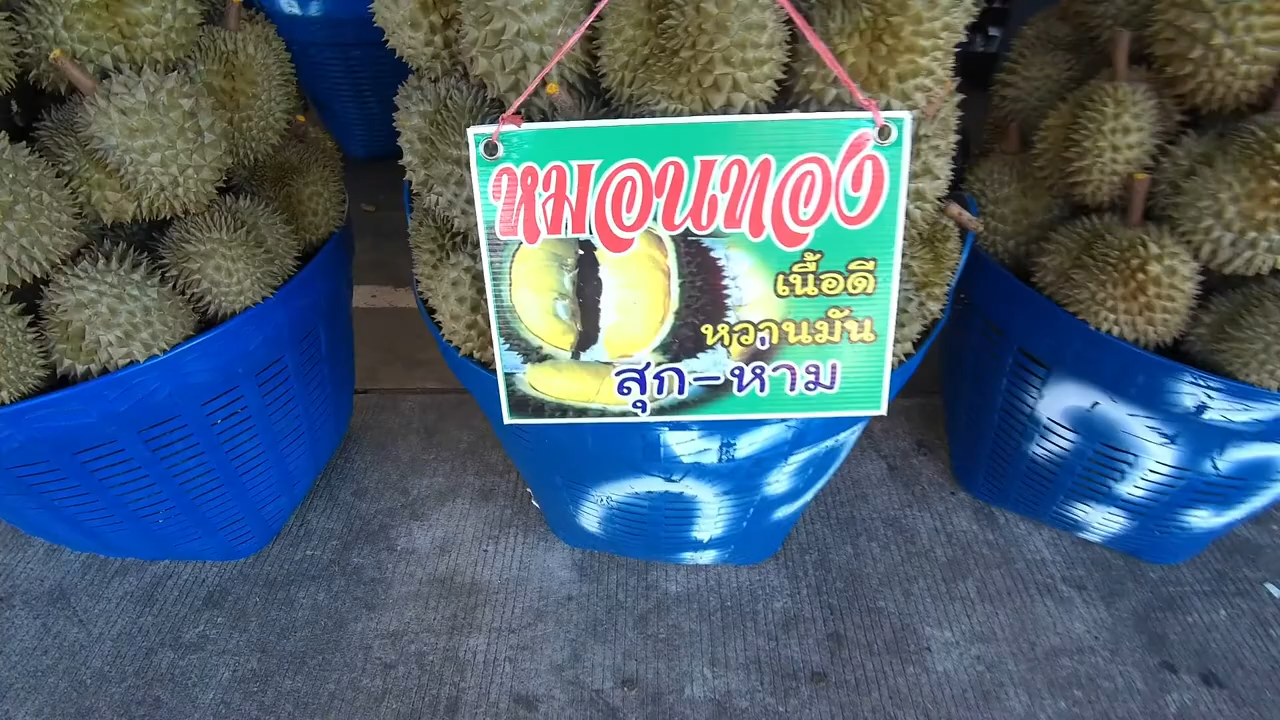 หมอนทอง
เนื้อดี
หวานมัน
สุก-ห่าม